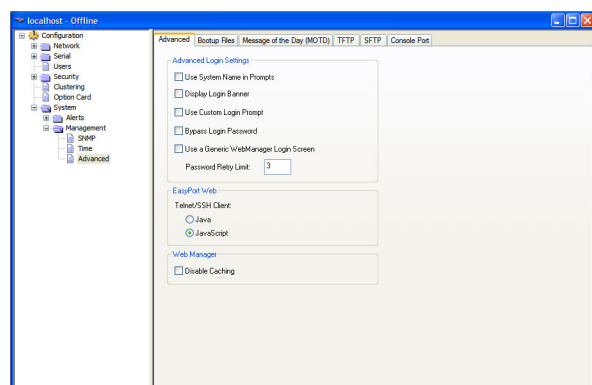 localhost - Offline
Configuration
Network
Serial
Users
Security
Clustering
Option Card
System
Alerts
Management
SNMP
Time
Advanced
Advanced Bootup Files Message of the Day (MOTD) TFTP SFTP Console Port
Advanced Login Settings
Use System Name in Prompts
Display Login Banner
Use Custom Login Prompt
Bypass Login Password
Use a Generic WebManager Login Screen
Password Retry Limit: 3
EasyPort Web
Telnet/SSH Client:
Java
JavaScript
Web Manager
Disable Caching